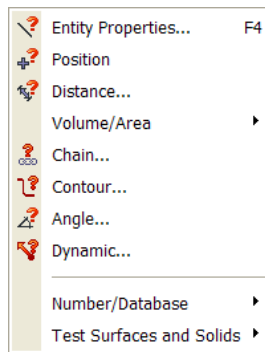 Entity Properties... F4
Position
Distance...
Volume/Area
Chain...
Contour...
Angle...
Dynamic...
Number/Database
Test Surfaces and Solids